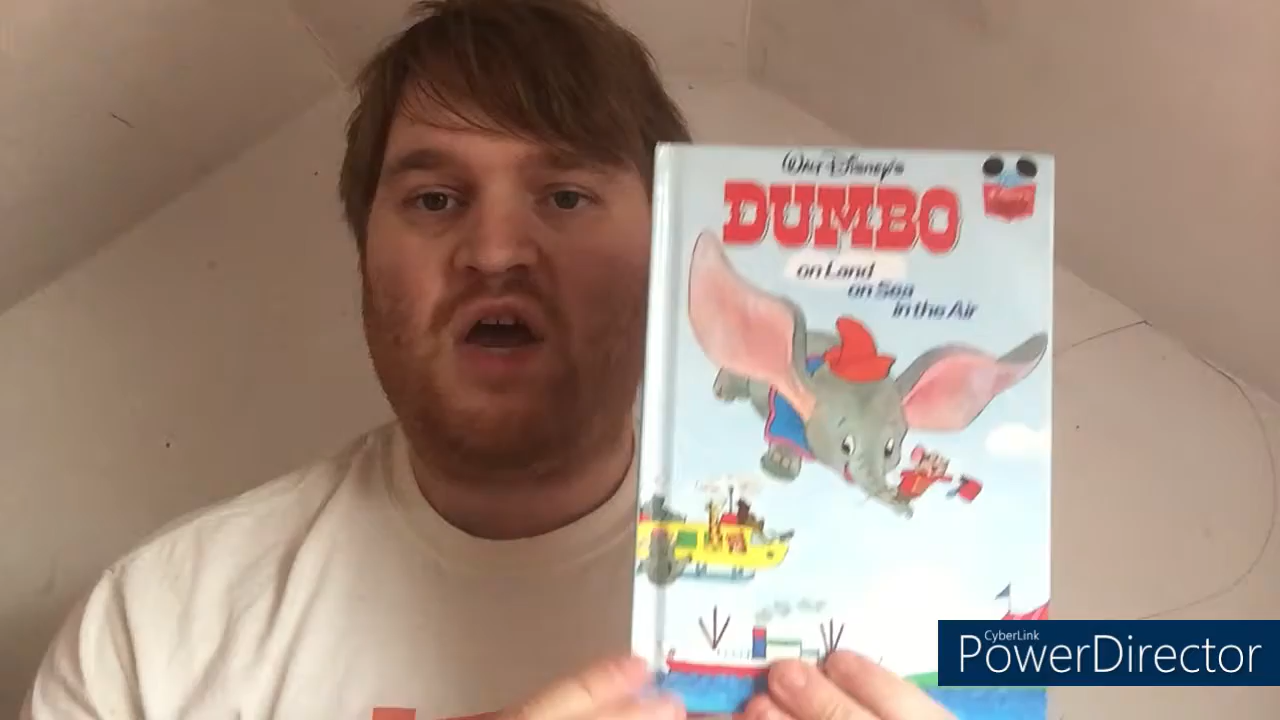 Walt Disney's
DUMBO
on Land
on Sea
in the Air
CyberLink
PowerDirector